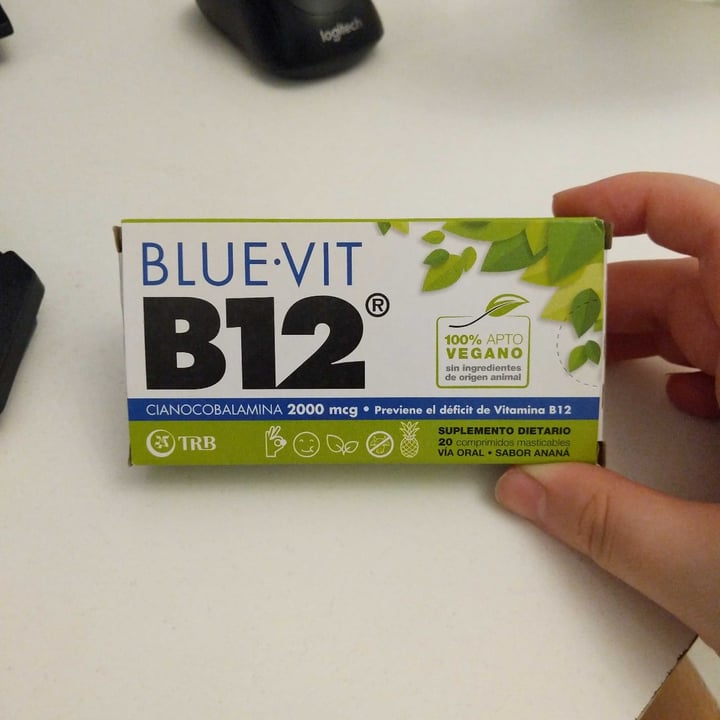 logitech
BLUE·VIT
B12®
100% APTO
VEGANO
sin ingredientes
de origen animal
CIANOCOBALAMINA 2000 mcg • Previene el déficit de Vitamina B12
TRB
SUPLEMENTO DIETARIO
20 comprimidos masticables
VÍA ORAL • SABOR ANANÁ